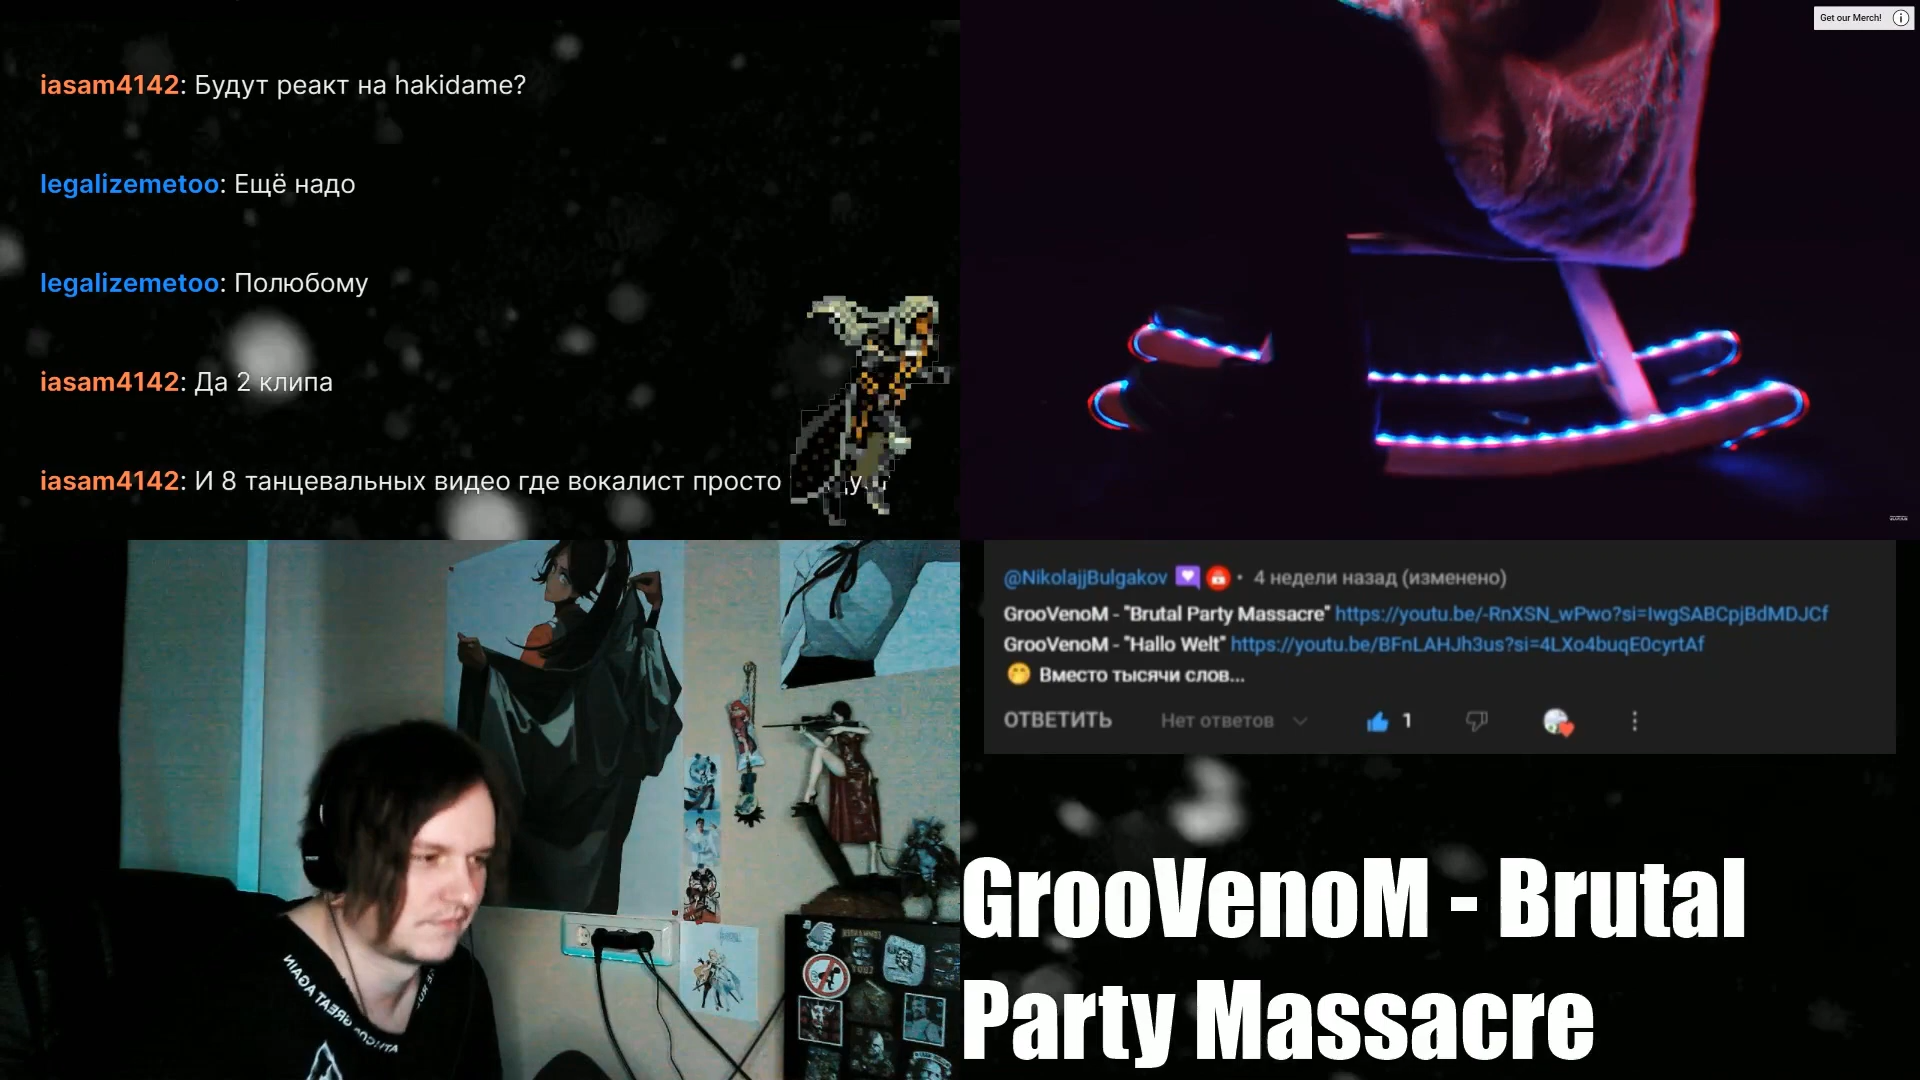 iasam4142: Будут реакт на hakidame?
legalizemetoo: Ещё надо
legalizemetoo: Полюбому
iasam4142: Да 2 клипа
iasam4142: И 8 танцевальных видео где вокалист просто
Get our Merch!
@NikolajjBulgakov • 4 недели назад (изменено)
GrooVenoM - "Brutal Party Massacre" https://youtu.be/-RnXSN_wPwo?si=IwgSABCpjBdMDJCf
GrooVenoM - "Hallo Welt" https://youtu.be/BFnLAHJh3us?si=4LXo4buqE0cyrtAf
Вместо тысячи слов...
ОТВЕТИТЬ Нет ответов 1
GrooVenoM - Brutal
Party Massacre
GREAT AGAIN